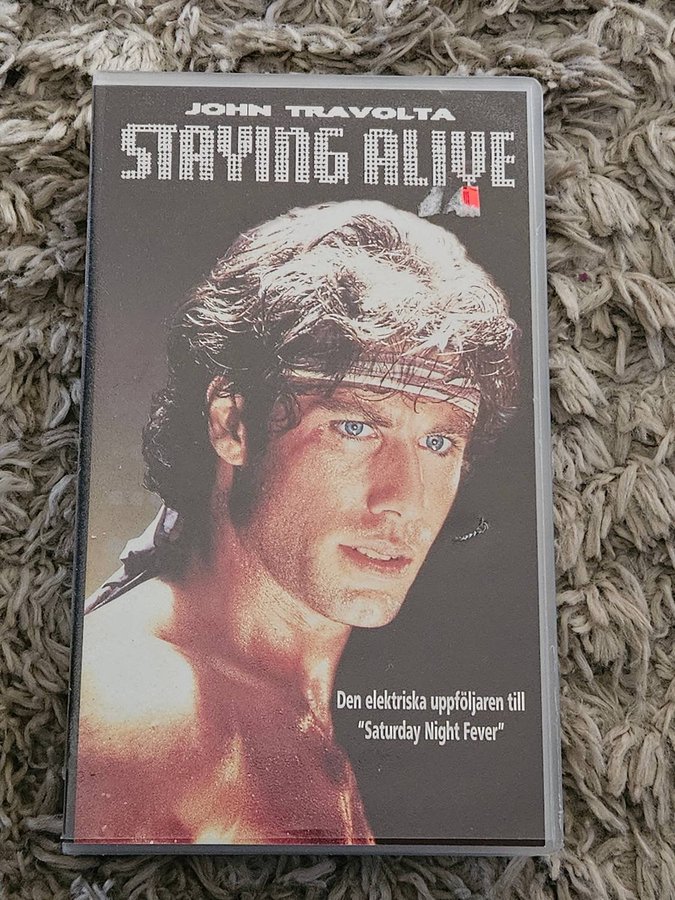 JOHN TRAVOLTA
STAYING ALIVE
Den elektriska uppföljaren till
"Saturday Night Fever"